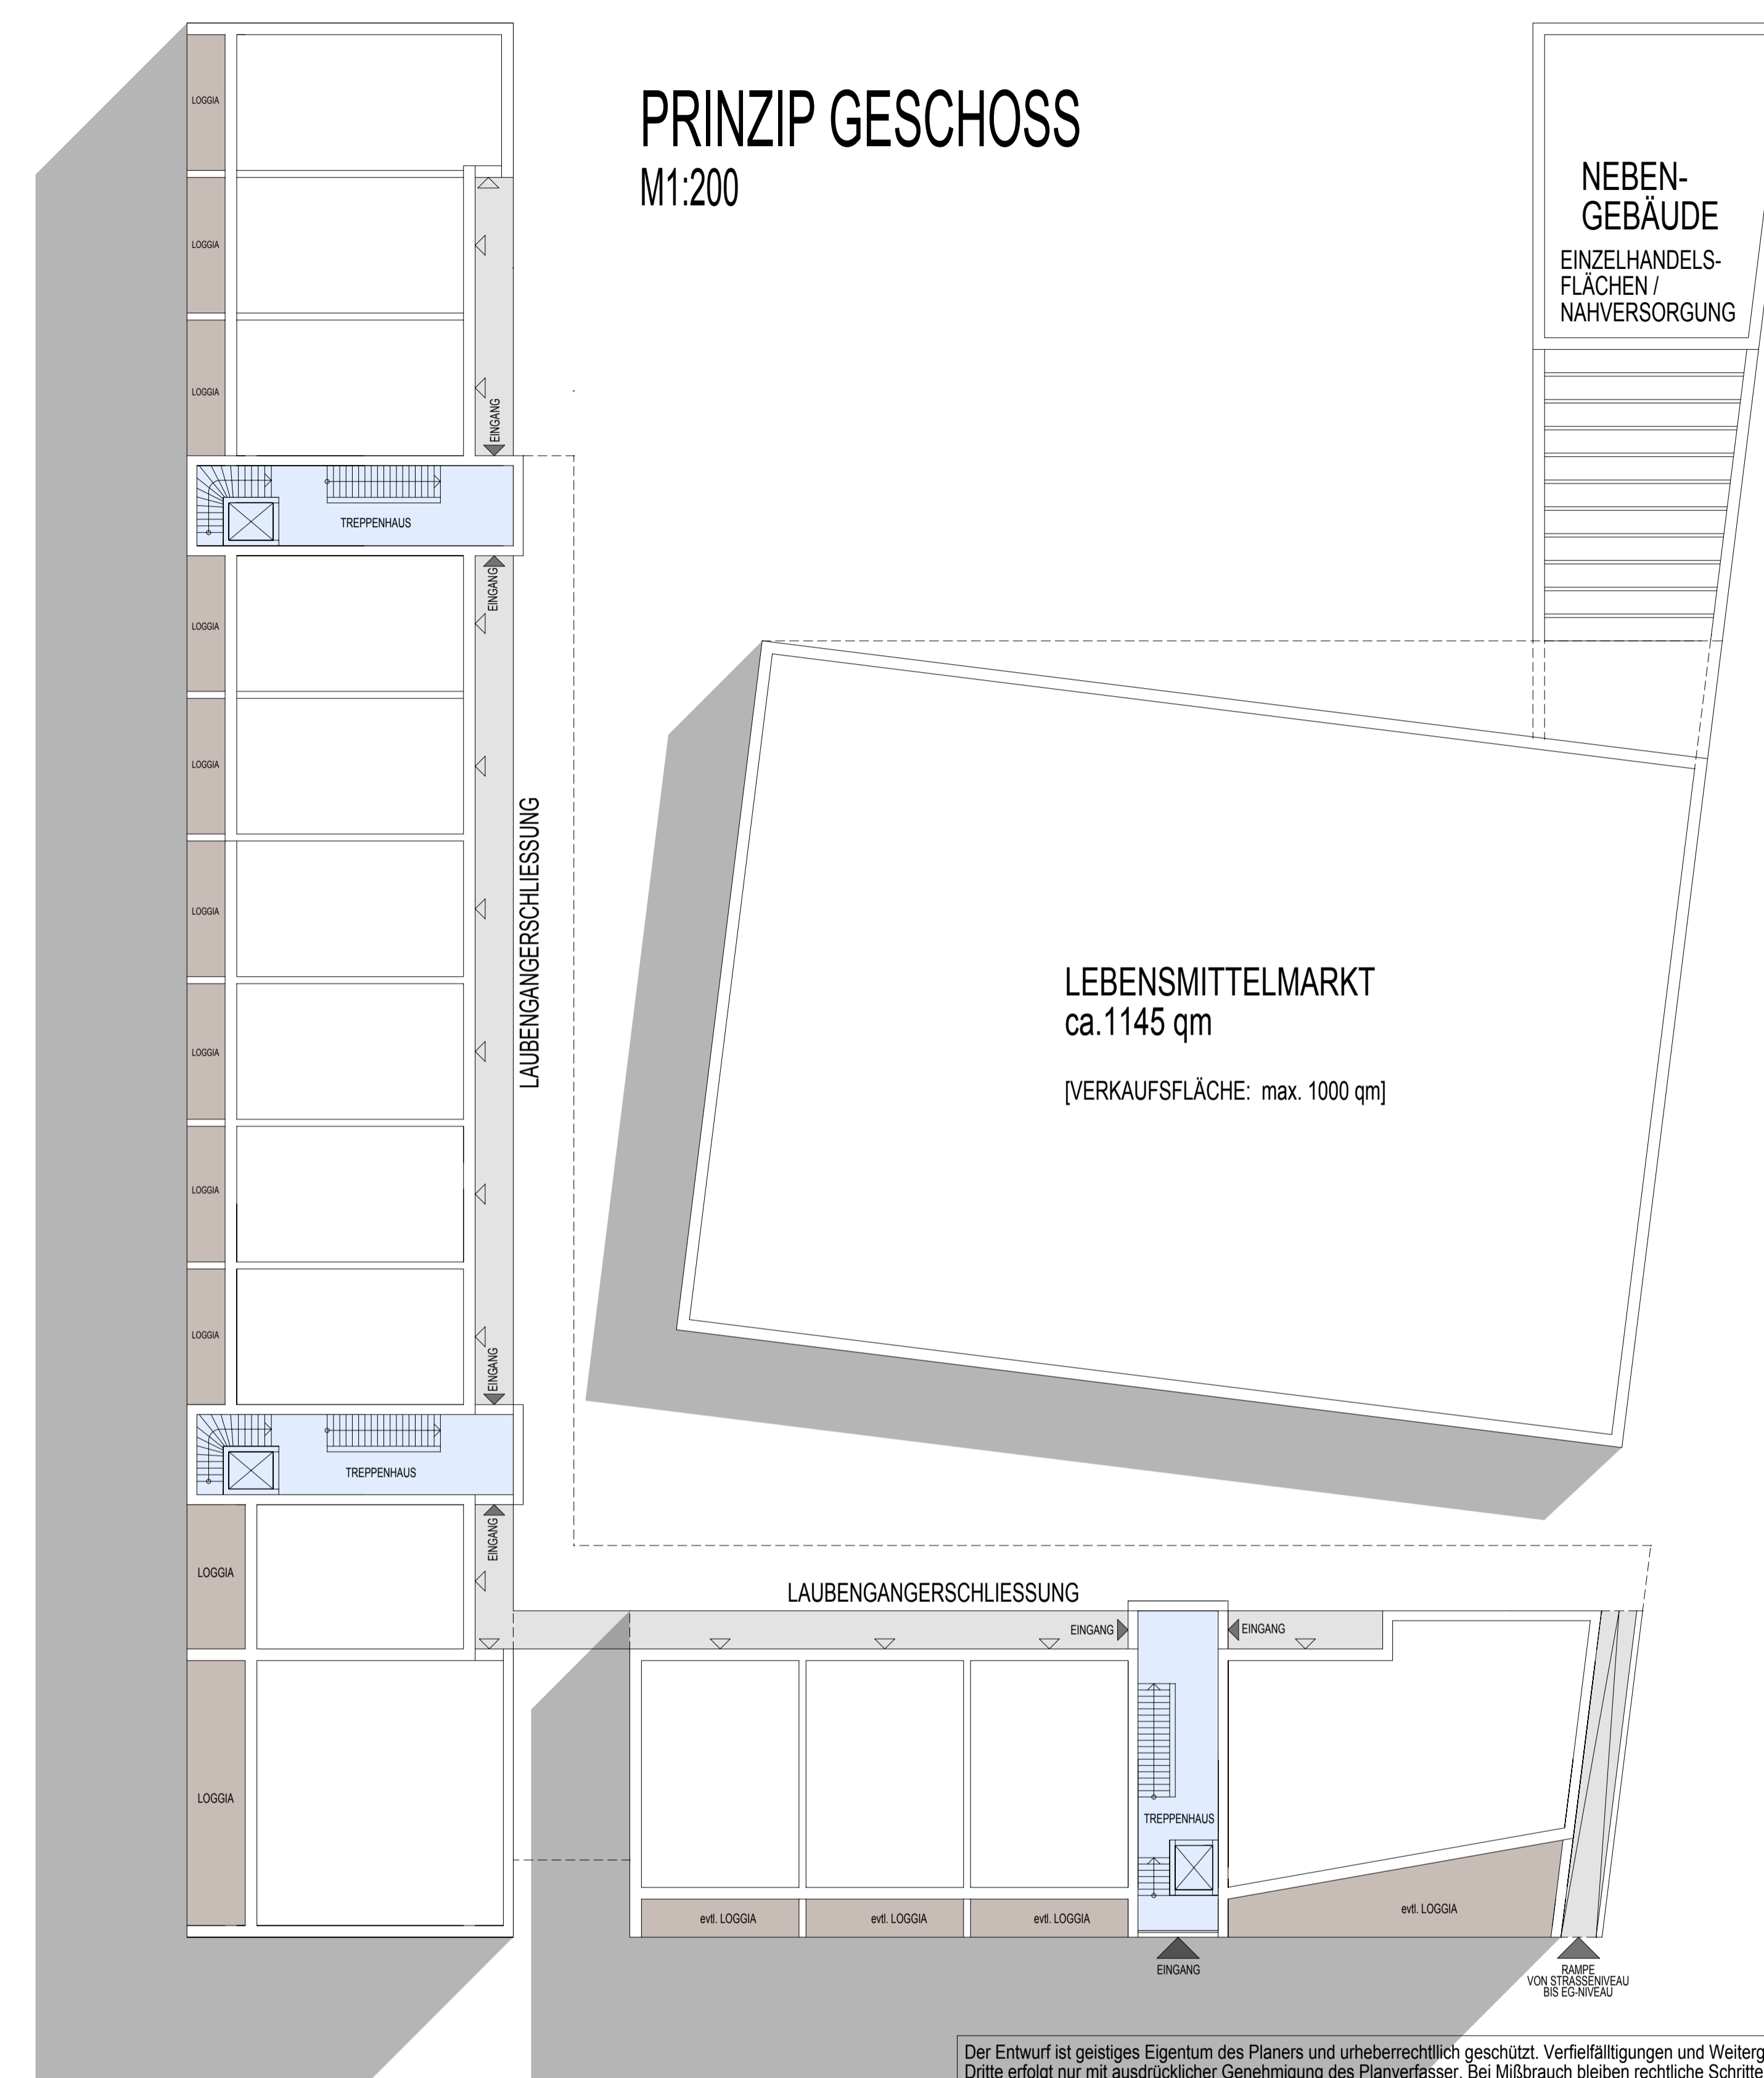 PRINZIP GESCHOSS
M1:200
NEBEN-
GEBÄUDE
EINZELHANDELS-
FLÄCHEN /
NAHVERSORGUNG
LOGGIA
LOGGIA
LOGGIA
EINGANG
TREPPENHAUS
EINGANG
LOGGIA
LOGGIA
LAUBENGANGERSCHLIESSUNG
LOGGIA
LOGGIA
LOGGIA
LOGGIA
EINGANG
LEBENSMITTELMARKT
ca.1145 qm
[VERKAUFSFLÄCHE: max. 1000 qm]
TREPPENHAUS
EINGANG
LOGGIA
LOGGIA
LAUBENGANGERSCHLIESSUNG
EINGANG
EINGANG
TREPPENHAUS
evtl. LOGGIA
evtl. LOGGIA
evtl. LOGGIA
evtl. LOGGIA
EINGANG
RAMPE
VON STRASSENIVEAU
BIS EG-NIVEAU
Der Entwurf ist geistiges Eigentum des Planers und urheberrechtllich geschützt. Verfielfälltigungen und Weiterg
Dritte erfolgt nur mit ausdrücklicher Genehmigung des Planverfasser. Bei Mißbrauch bleiben rechtliche Schritte